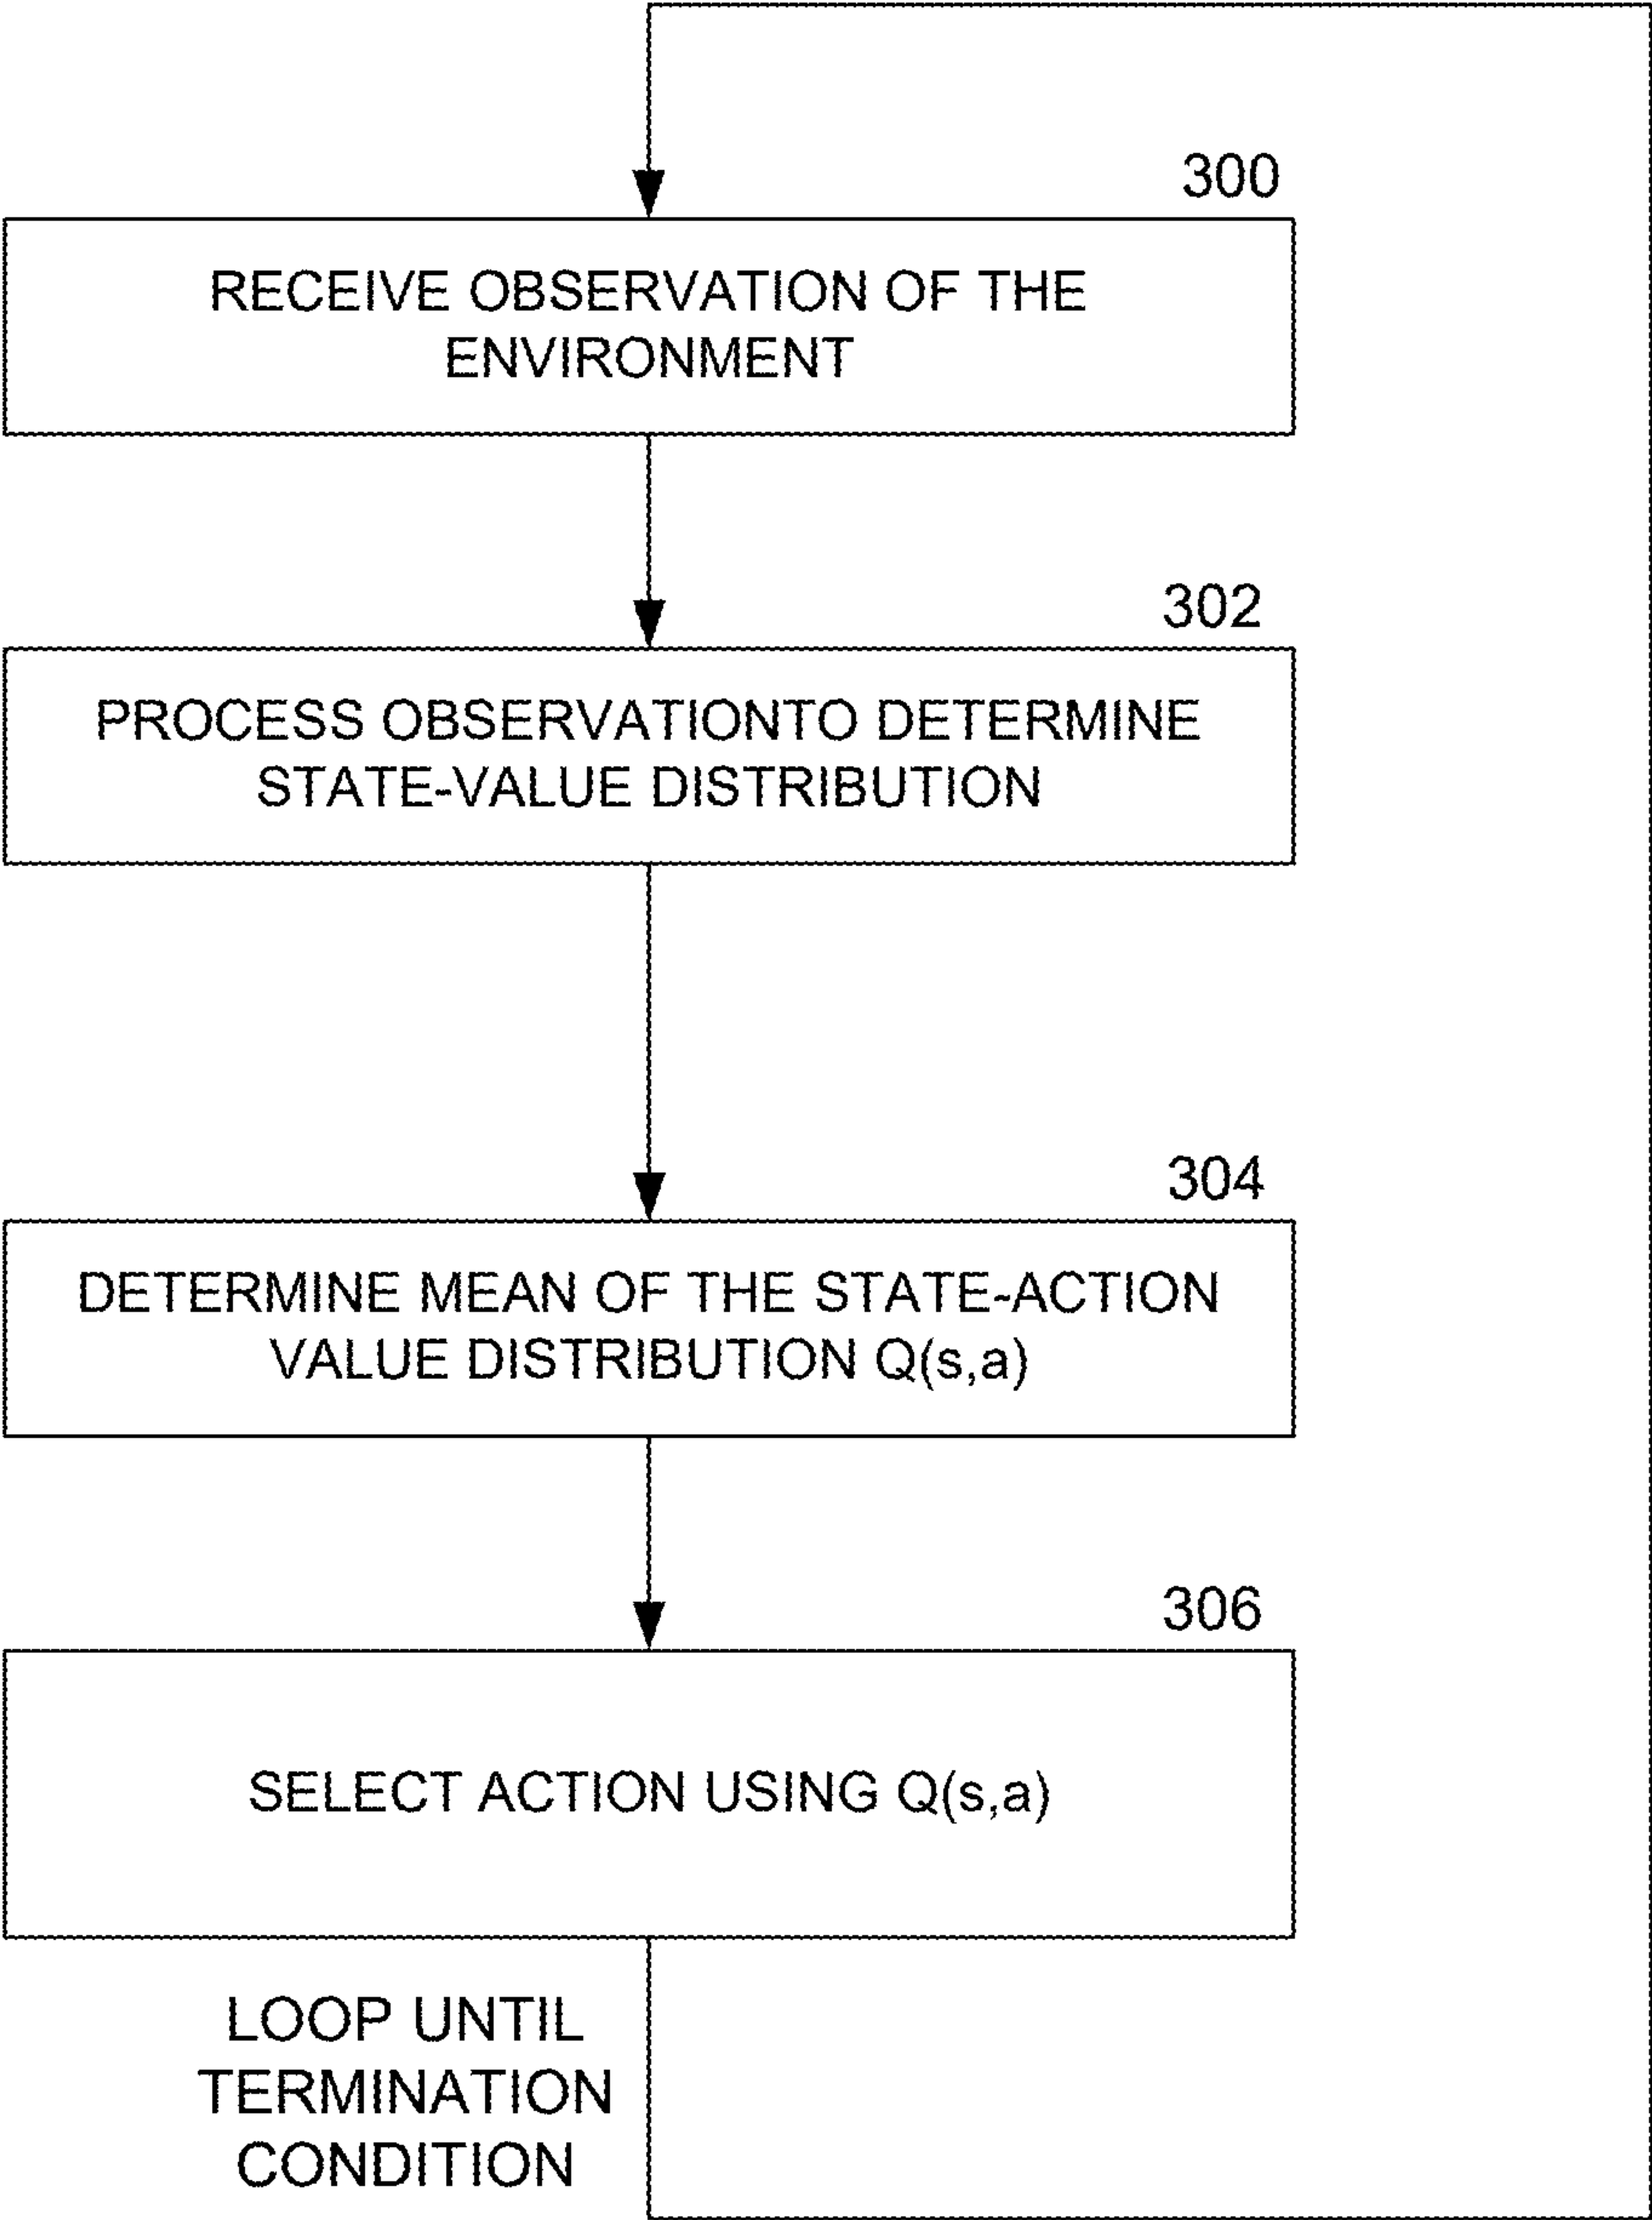 300
RECEIVE OBSERVATION OF THE
ENVIRONMENT
302
PROCESS OBSERVATIONTO DETERMINE
STATE-VALUE DISTRIBUTION
304
DETERMINE MEAN OF THE STATE-ACTION
VALUE DISTRIBUTION Q(s,a)
306
SELECT ACTION USING Q(s,a)
LOOP UNTIL
TERMINATION
CONDITION